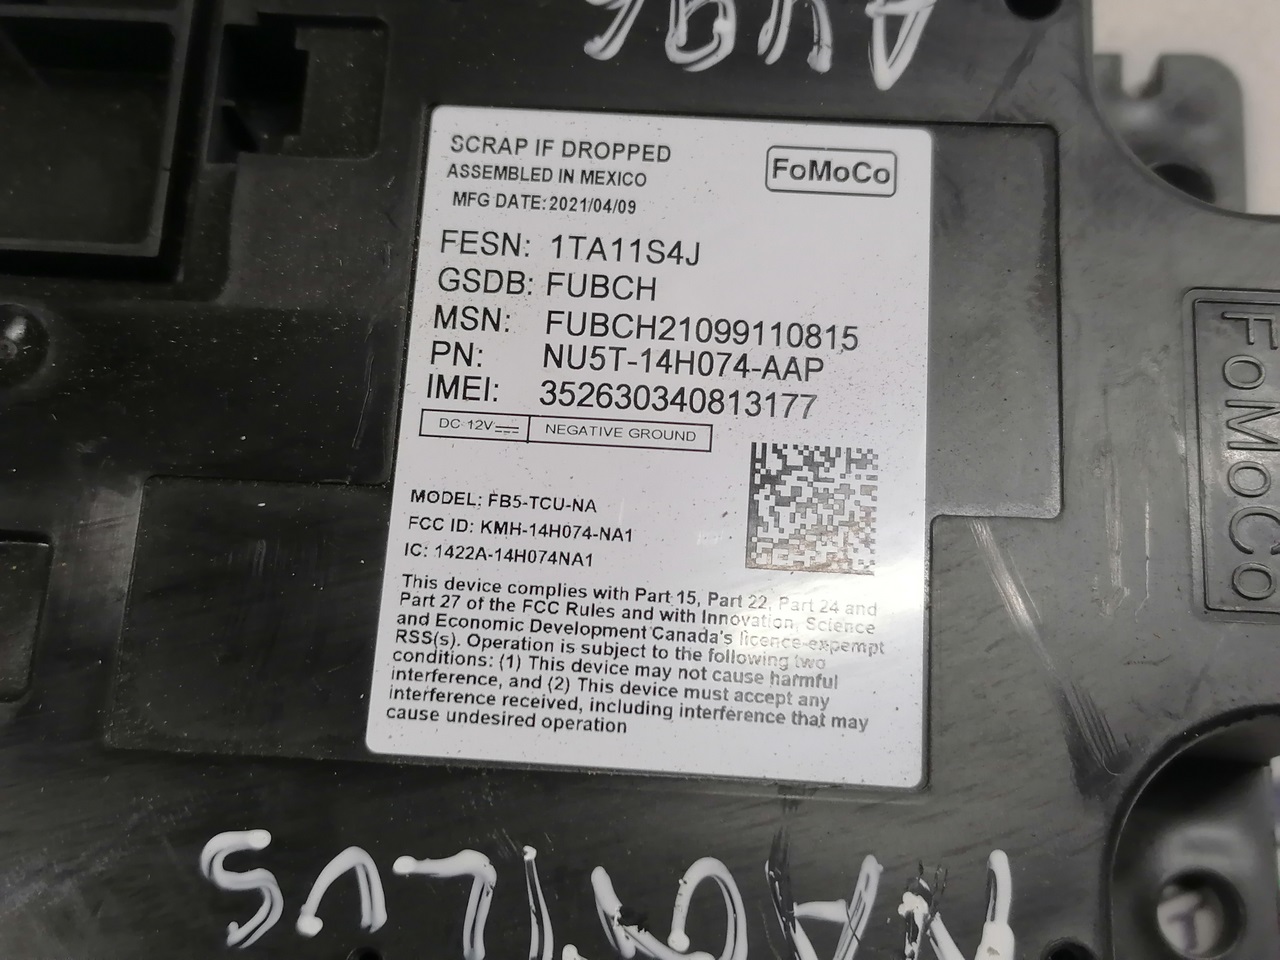 SCRAP IF DROPPED
ASSEMBLED IN MEXICO
MFG DATE: 2021/04/09
FoMoCo
FESN: 1TA11S4J
GSDB: FUBCH
MSN: FUBCH21099110815
PN: NU5T-14H074-AAP
IMEI: 352630340813177
DC 12V NEGATIVE GROUND
MODEL: FB5-TCU-NA
FCC ID: KMH-14H074-NA1
IC: 1422A-14H074NA1
This device complies with Part 15, Part 22, Part 24 and
Part 27 of the FCC Rules and with Innovation, Science
and Economic Development Canada's licence-exempt
RSS(s). Operation is subject to the following two
conditions: (1) This device may not cause harmful
interference, and (2) This device must accept any
interference received, including interference that may
cause undesired operation
FoMoCo